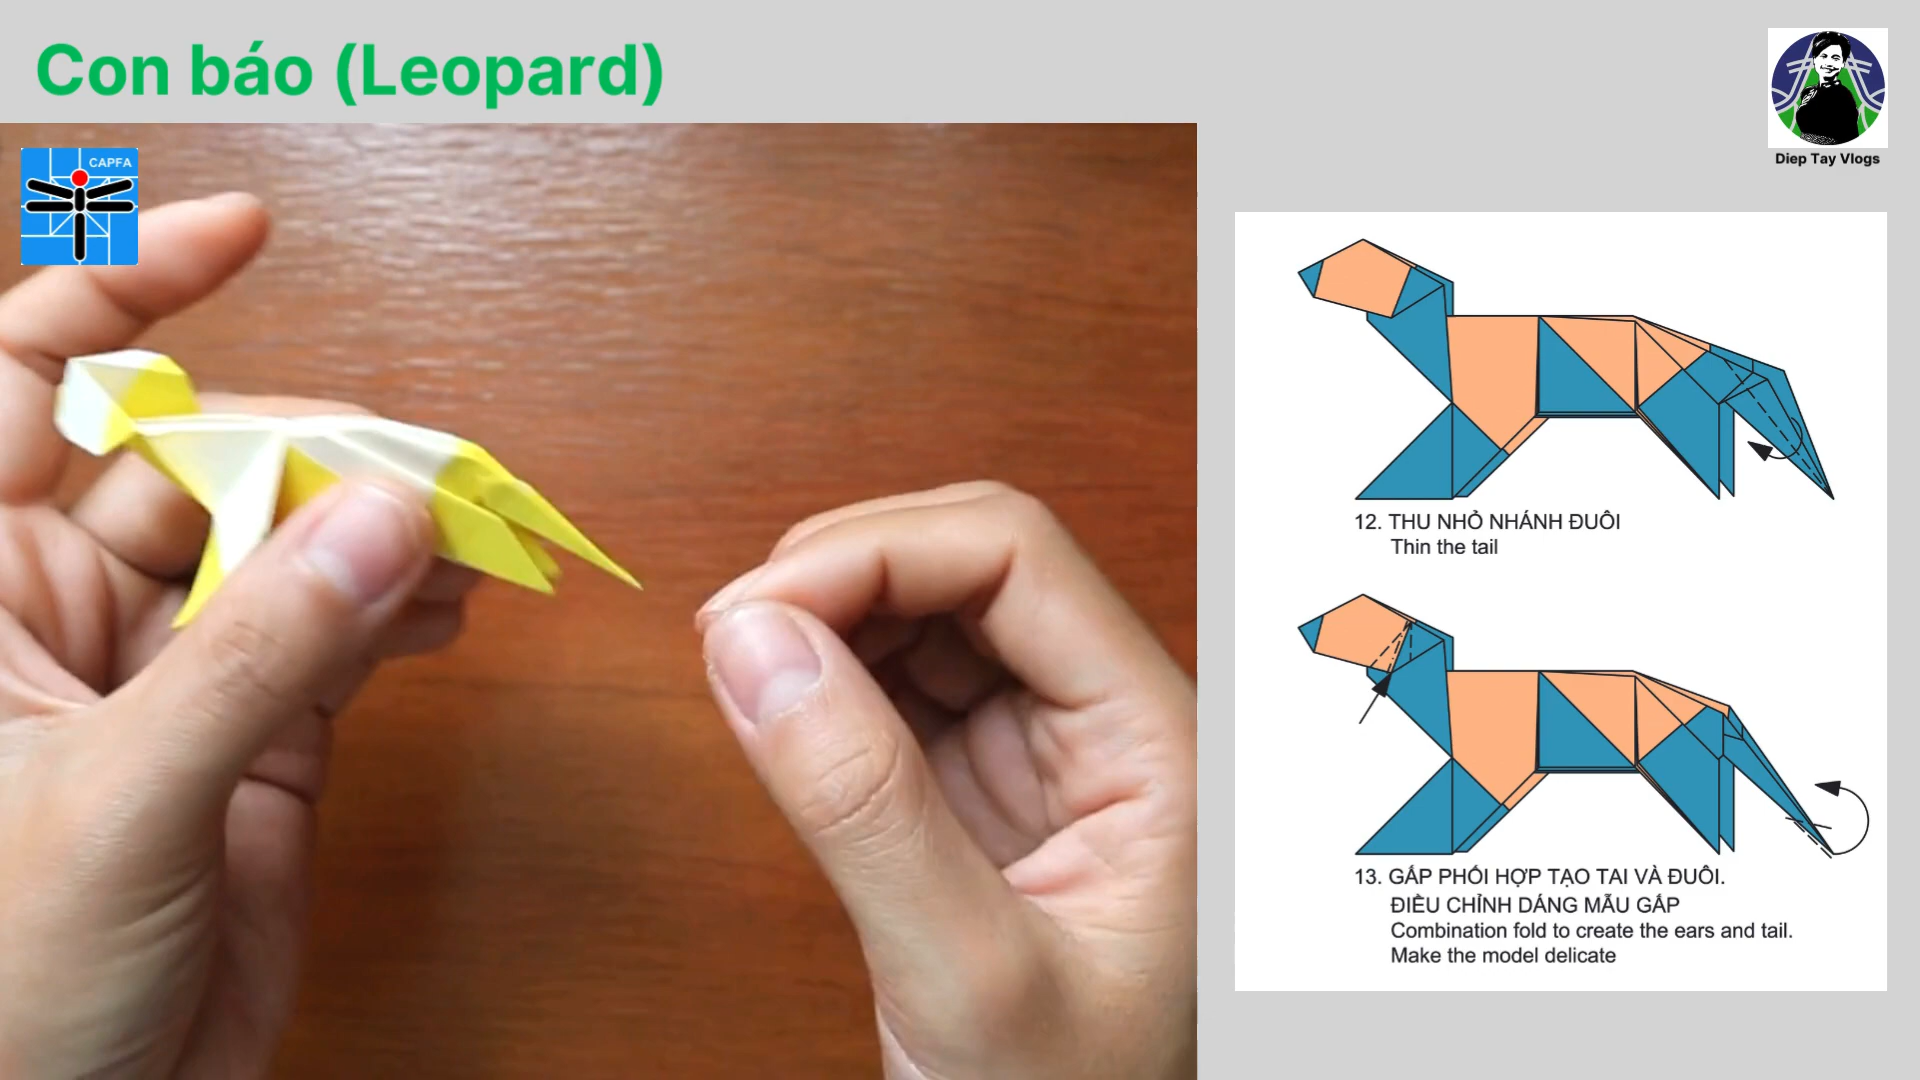 Con báo (Leopard)
CAPFA
Diep Tay Vlogs
12. THU NHỎ NHÁNH ĐUÔI
Thin the tail
13. GẤP PHỐI HỢP TẠO TAI VÀ ĐUÔI.
ĐIỀU CHỈNH DÁNG MẪU GẤP
Combination fold to create the ears and tail.
Make the model delicate